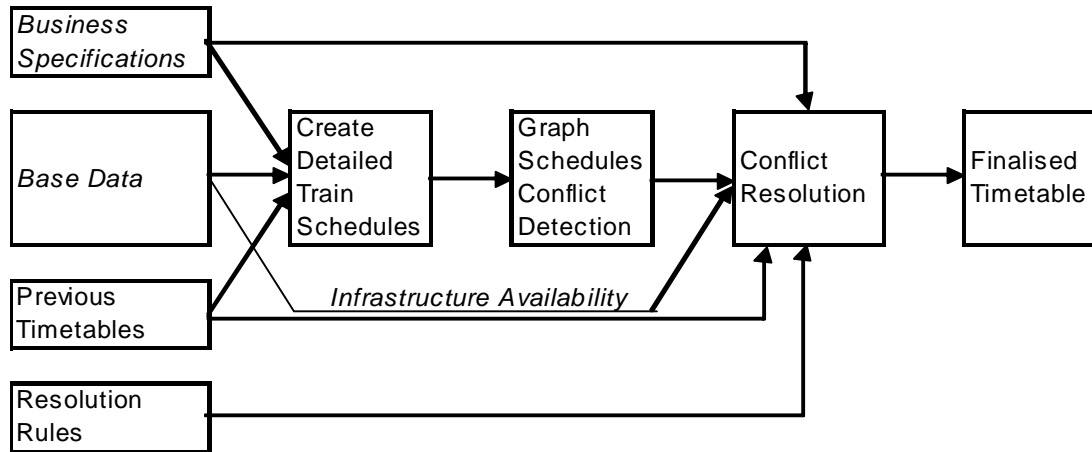 Business
Specifications
Base Data
Create
Detailed
Train
Schedules
Graph
Schedules
Conflict
Detection
Conflict
Resolution
Finalised
Timetable
Previous
Timetables
Infrastructure Availability
Resolution
Rules